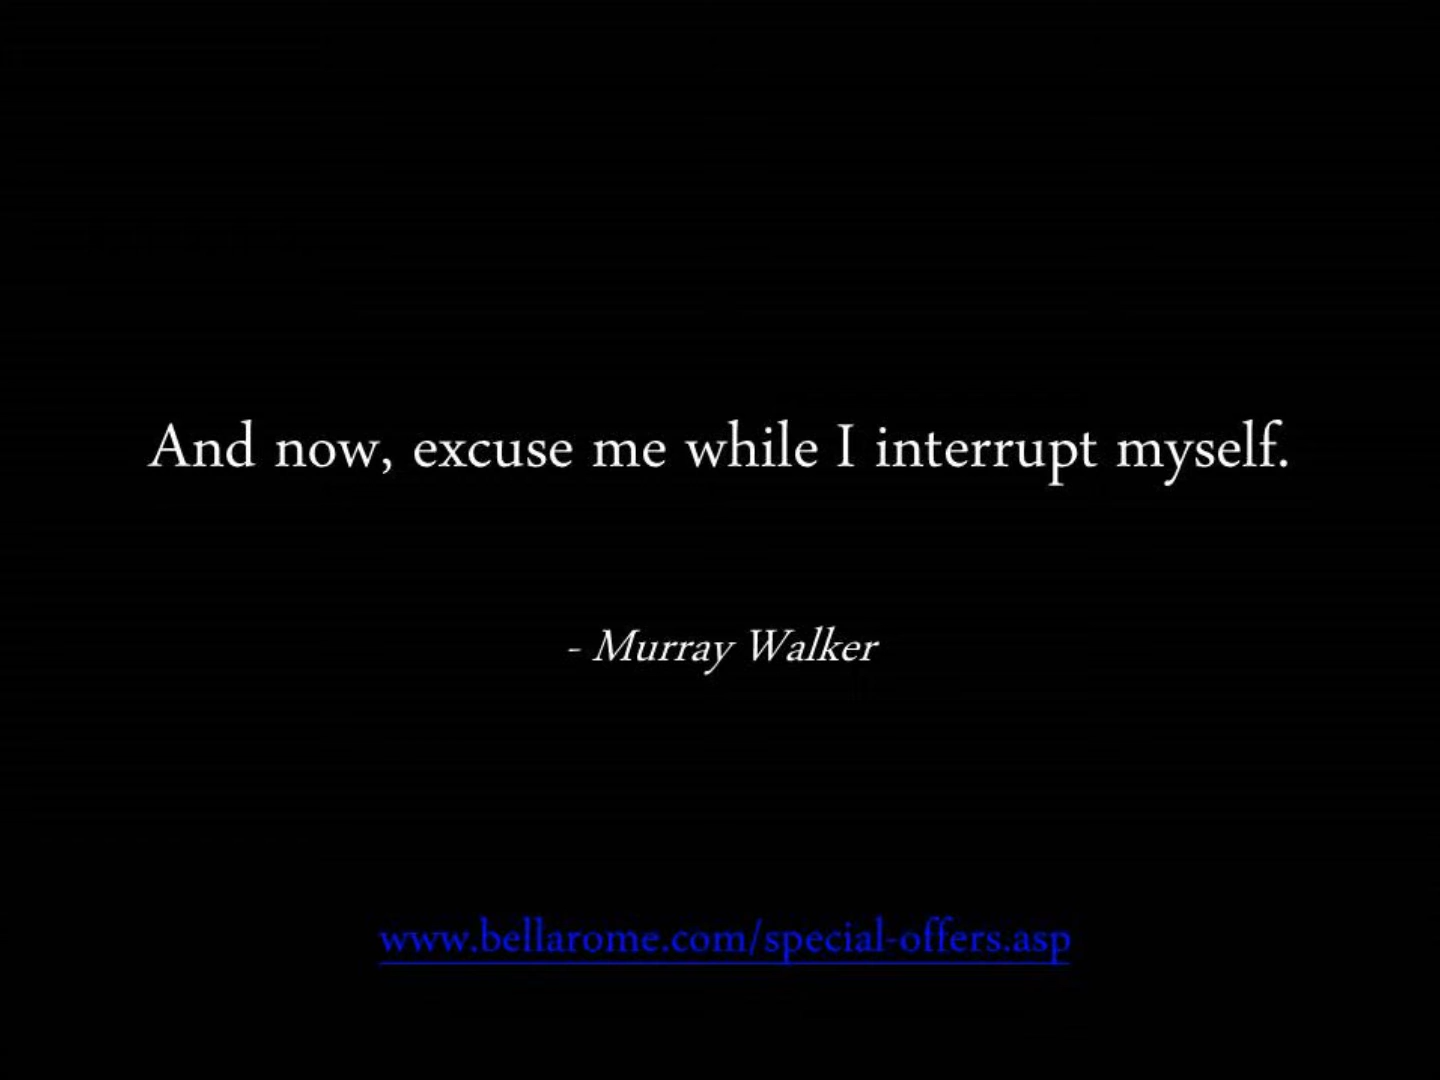 And now, excuse me while I interrupt myself.
- Murray Walker
www.bellarome.com/special-offers.asp